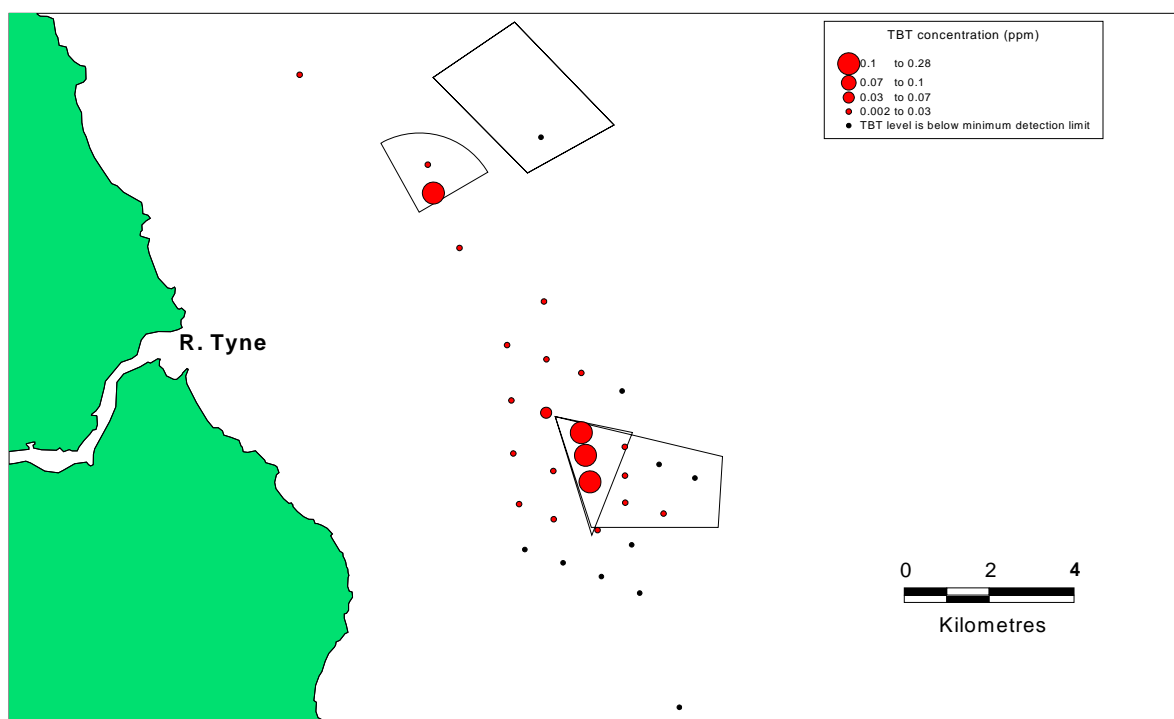 TBT concentration (ppm)
0.1 to 0.28
0.07 to 0.1
0.03 to 0.07
0.002 to 0.03
TBT level is below minimum detection limit
R. Tyne
0 2 4
Kilometres